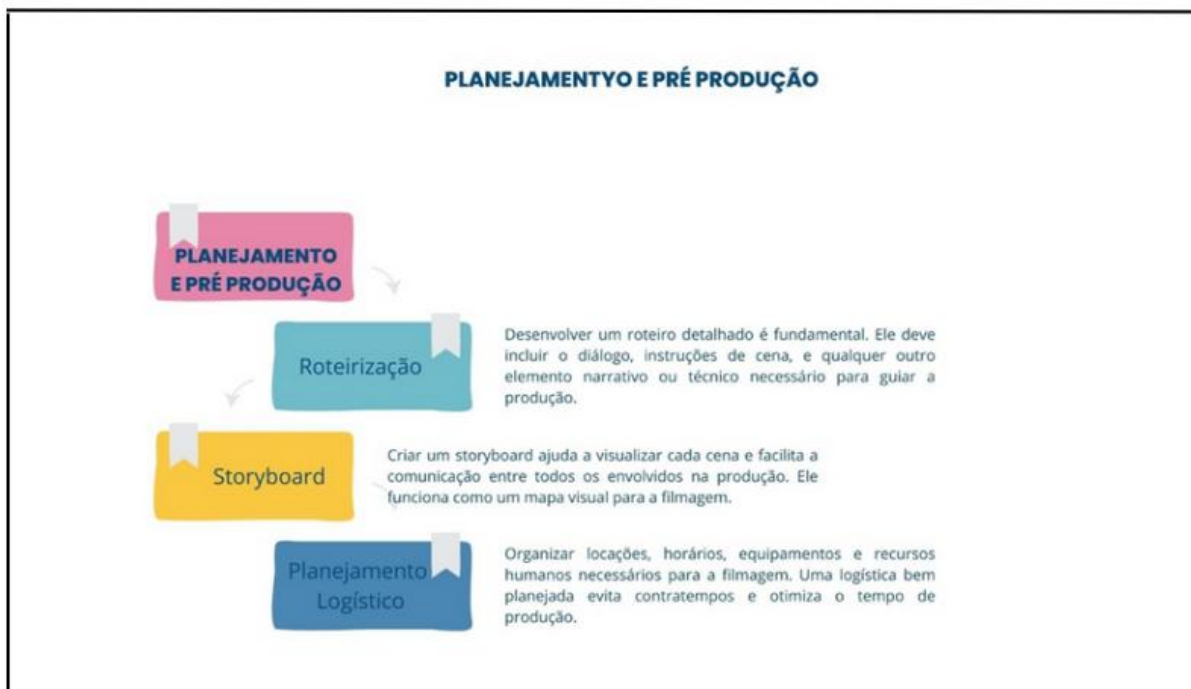 PLANEJAMENTYO E PRÉ PRODUÇÃO
PLANEJAMENTO
E PRÉ PRODUÇÃO
Roteirização
Desenvolver um roteiro detalhado é fundamental. Ele deve
incluir o diálogo, instruções de cena, e qualquer outro
elemento narrativo ou técnico necessário para guiar a
produção.
Storyboard
Criar um storyboard ajuda a visualizar cada cena e facilita a
comunicação entre todos os envolvidos na produção. Ele
funciona como um mapa visual para a filmagem.
Planejamento
Logístico
Organizar locações, horários, equipamentos e recursos
humanos necessários para a filmagem. Uma logística bem
planejada evita contratempos e otimiza o tempo de
produção.